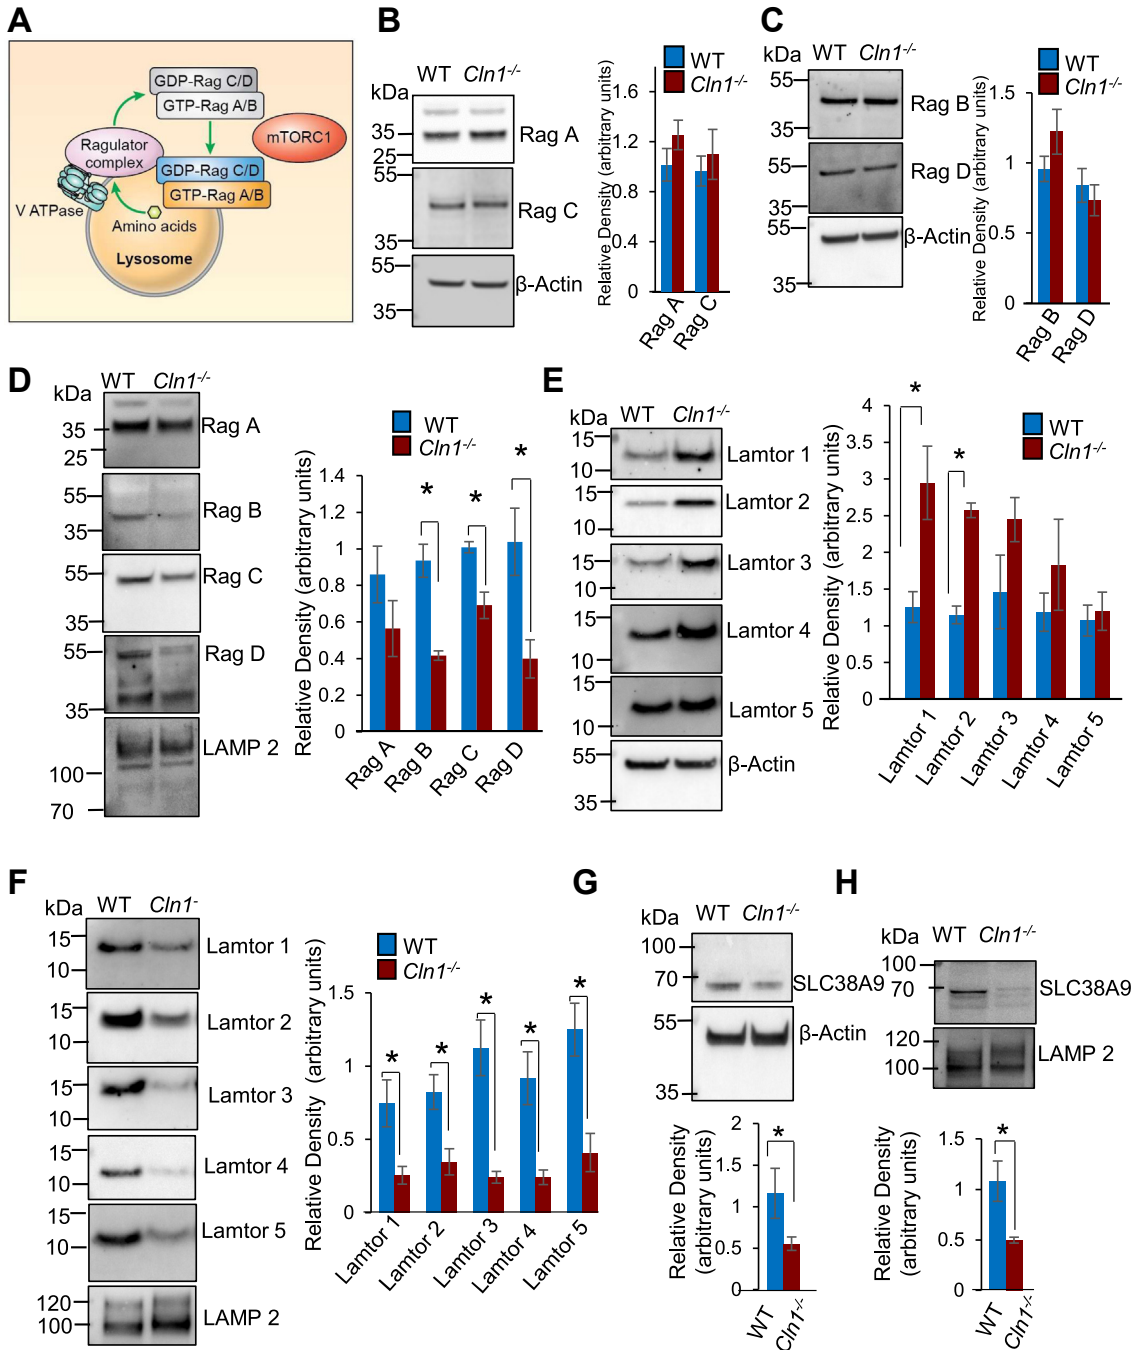 A
GDP-Rag C/D
GTP-Rag A/B
mTORC1
Ragulator
complex
GDP-Rag C/D
GTP-Rag A/B
V ATPase
Amino acids
Lysosome
B
WT Cln1-/-
kDa
35
25
Rag A
55
35
Rag C
55
35
β-Actin
WT
Cln1-/-
Relative Density (arbitrary units)
1.6
1.2
0.8
0.4
0
Rag A
Rag C
C
kDa WT Cln1-/-
55
35
Rag B
55
35
Rag D
55
35
β-Actin
WT
Cln1-/-
Relative Density (arbitrary units)
1.5
1
0.5
0
Rag B
Rag D
D
kDa WT Cln1-/-
35
25
Rag A
55
35
Rag B
55
35
Rag C
55
35
Rag D
LAMP 2
100
70
WT
Cln1-/-
Relative Density (arbitrary units)
1.4
1.2
1
0.8
0.6
0.4
0.2
0
* * *
Rag A
Rag B
Rag C
Rag D
E
kDa WT Cln1-/-
15
10
Lamtor 1
15
10
Lamtor 2
15
10
Lamtor 3
15
10
Lamtor 4
15
10
Lamtor 5
55
35
β-Actin
WT
Cln1-/-
Relative Density (arbitrary units)
4
3.5
3
2.5
2
1.5
1
0.5
0
* *
Lamtor 1
Lamtor 2
Lamtor 3
Lamtor 4
Lamtor 5
F
kDa WT Cln1-
15
10
Lamtor 1
15
10
Lamtor 2
15
10
Lamtor 3
15
10
Lamtor 4
15
10
Lamtor 5
120
100
LAMP 2
WT
Cln1-/-
Relative Density (arbitrary units)
1.5
1
0.5
0
* * * * *
Lamtor 1
Lamtor 2
Lamtor 3
Lamtor 4
Lamtor 5
G
kDa WT Cln1-/-
100
70
SLC38A9
55
35
β-Actin
Relative Density
(arbitrary units)
2
1.5
1
0.5
0
*
WT
Cln1-/-
H
kDa WT Cln1-/-
100
70
SLC38A9
120
100
LAMP 2
Relative Density
(arbitrary units)
1.5
1
0.5
0
*
WT
Cln1-/-